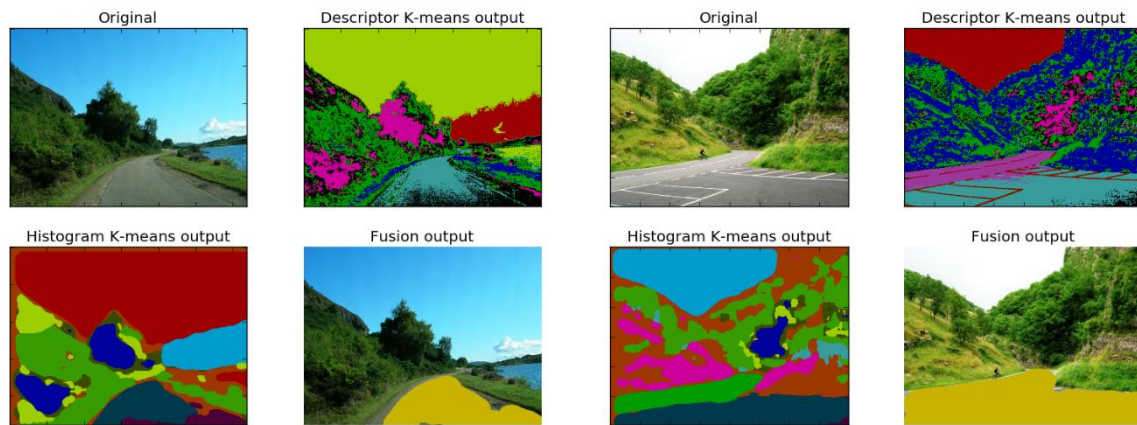 Original
Descriptor K-means output
Original
Descriptor K-means output
Histogram K-means output
Fusion output
Histogram K-means output
Fusion output